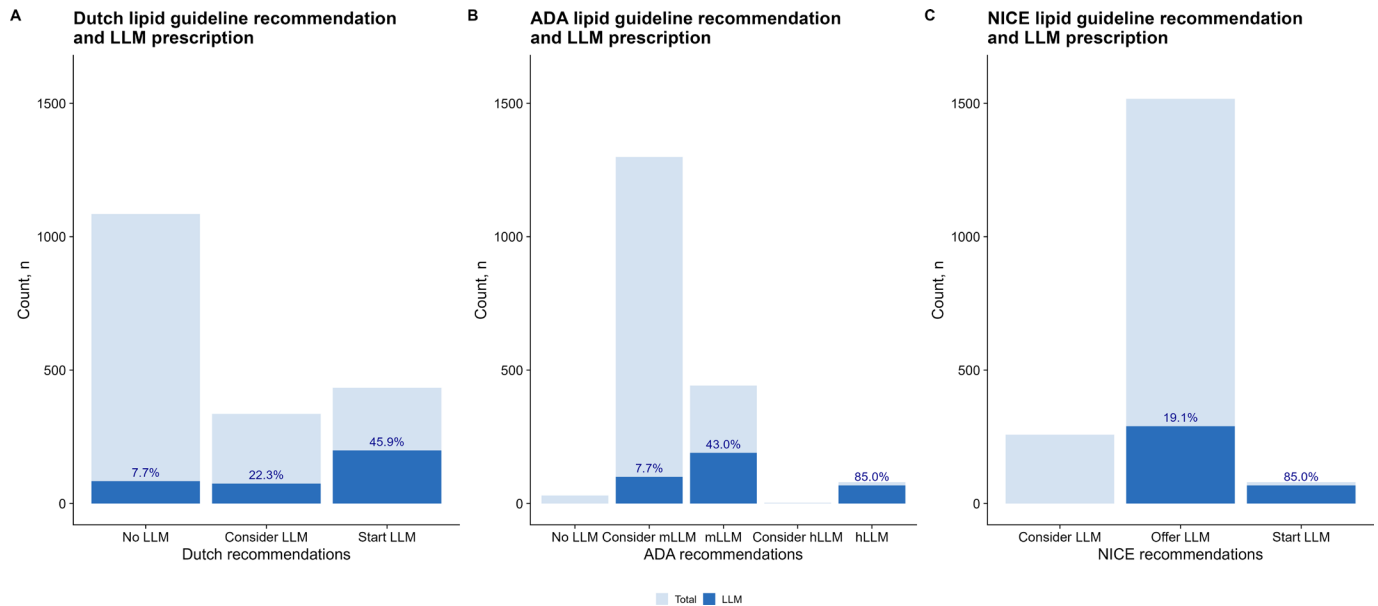 A
Dutch lipid guideline recommendation
and LLM prescription
Count, n
1500
1000
500
0
7.7%
22.3%
45.9%
No LLM
Consider LLM
Start LLM
Dutch recommendations
B
ADA lipid guideline recommendation
and LLM prescription
Count, n
1500
1000
500
0
7.7%
43.0%
85.0%
No LLM
Consider mLLM
mLLM
Consider hLLM
hLLM
ADA recommendations
C
NICE lipid guideline recommendation
and LLM prescription
Count, n
1500
1000
500
0
19.1%
85.0%
Consider LLM
Offer LLM
Start LLM
NICE recommendations
Total
LLM